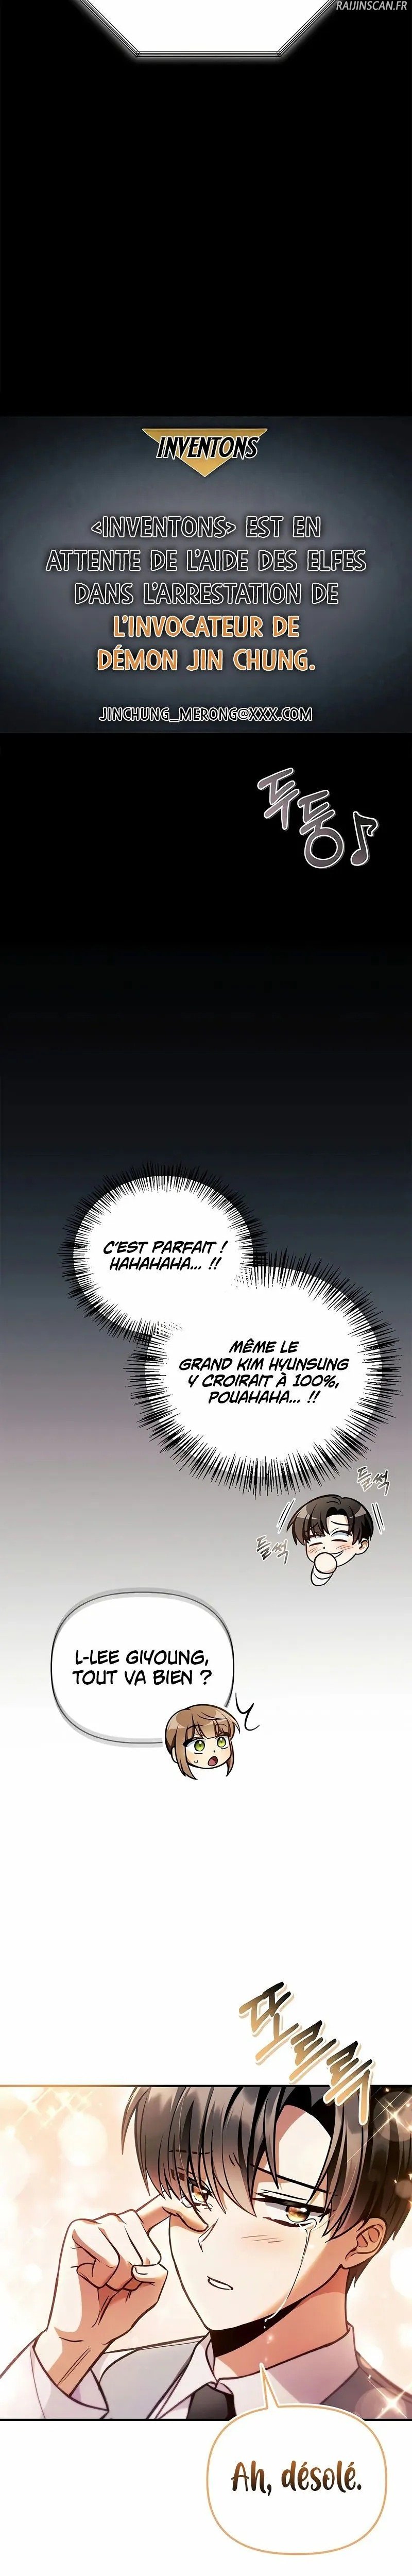 RAIJINSCAN.FR
INVENTONS
<INVENTONS> EST EN
ATTENTE DE L'AIDE DES ELFES
DANS L'ARRESTATION DE
L'INVOCATEUR DE
DÉMON JIN CHUNG.
JINCHUNG_MERONG@XXX.COM
두둥♪
C'EST PARFAIT !
HAHAHAHA... !!
MÊME LE
GRAND KIM HYUNSUNG
Y CROIRAIT À 100%,
POUAHAHA... !!
들썩
들썩
L-LEE GIYOUNG,
TOUT VA BIEN ?
또르르
Ah, désolé.